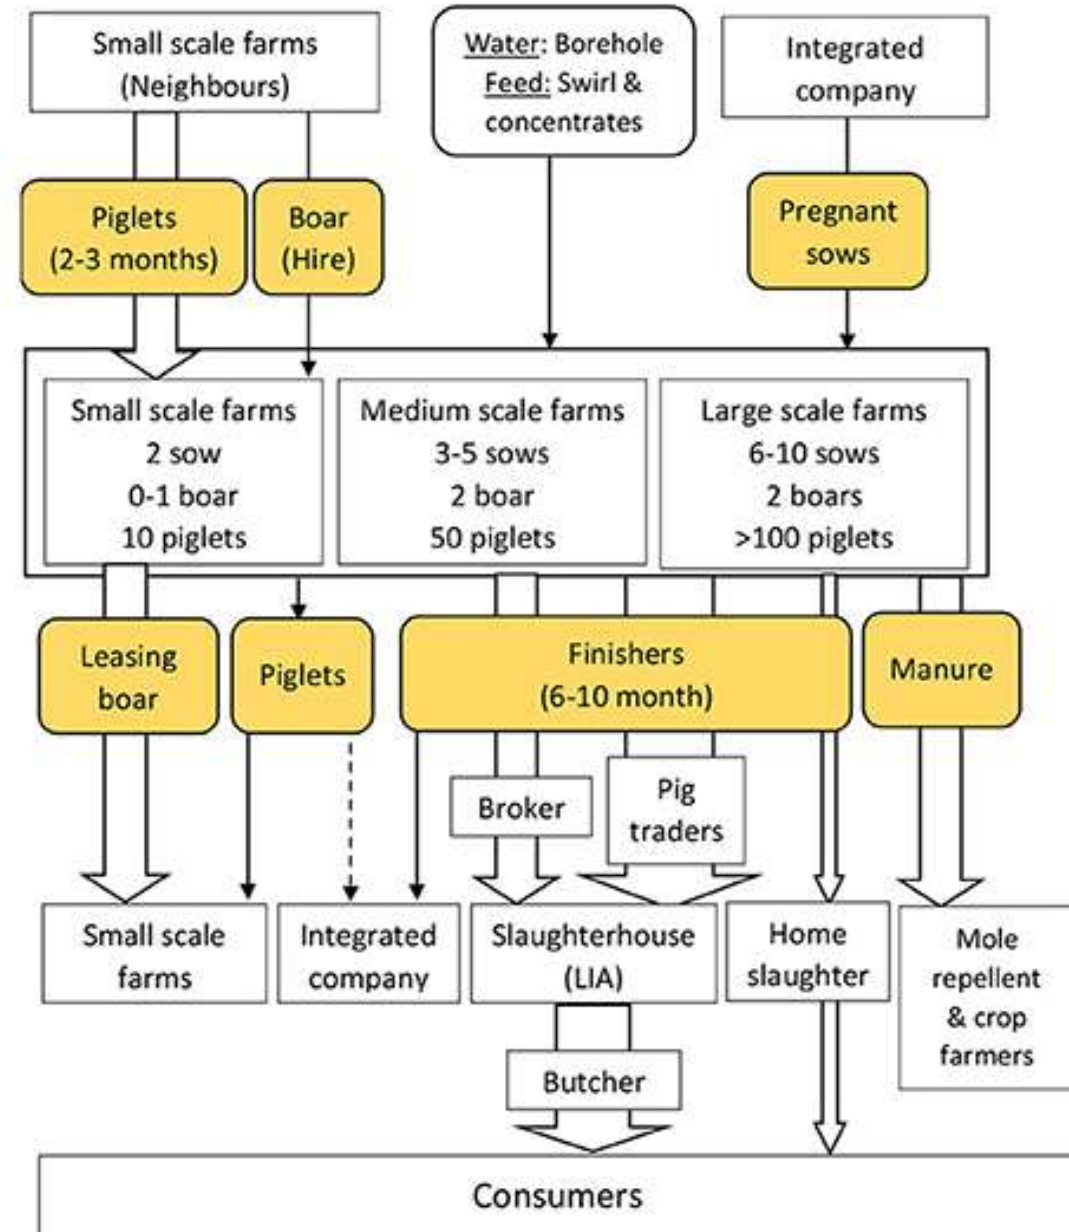 Small scale farms
(Neighbours)
Water: Borehole
Feed: Swirl &
concentrates
Integrated
company
Piglets
(2-3 months)
Boar
(Hire)
Pregnant
sows
Small scale farms
2 sow
0-1 boar
10 piglets
Medium scale farms
3-5 sows
2 boar
50 piglets
Large scale farms
6-10 sows
2 boars
>100 piglets
Leasing
boar
Piglets
Finishers
(6-10 month)
Manure
Broker
Pig
traders
Small scale
farms
Integrated
company
Slaughterhouse
(LIA)
Home
slaughter
Mole
repellent
& crop
farmers
Butcher
Consumers